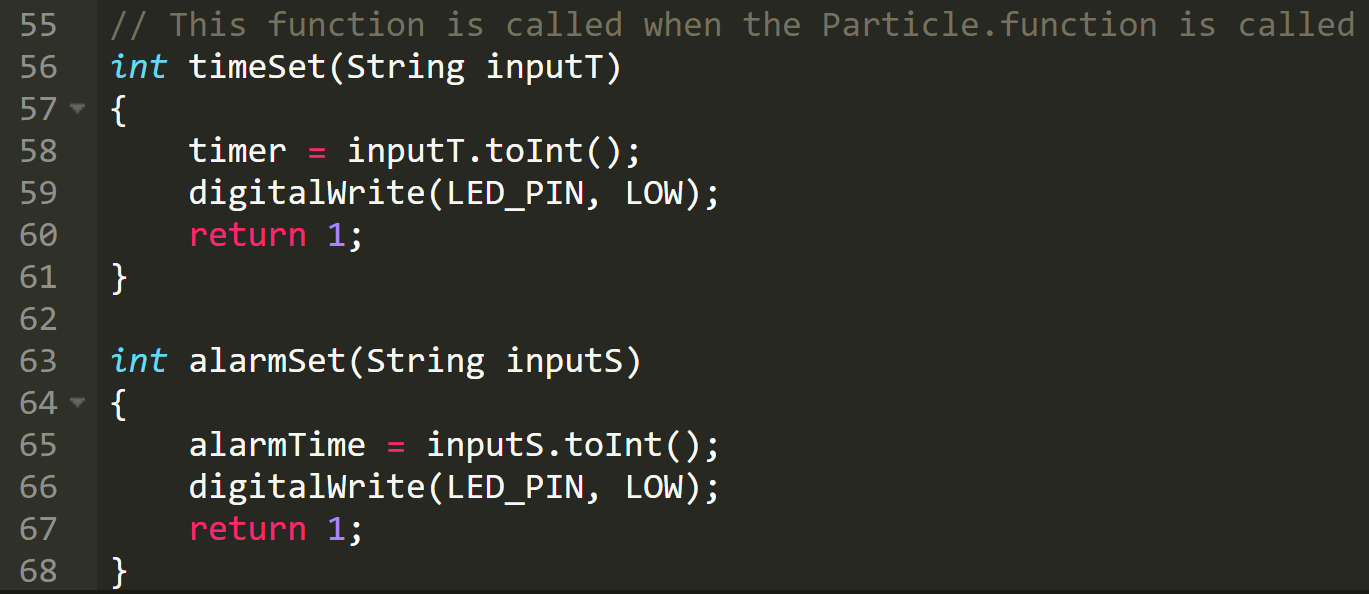 55 // This function is called when the Particle.function is called
56 int timeSet(String inputT)
57 {
58 timer = inputT.toInt();
59 digitalWrite(LED_PIN, LOW);
60 return 1;
61 }
62
63 int alarmSet(String inputS)
64 {
65 alarmTime = inputS.toInt();
66 digitalWrite(LED_PIN, LOW);
67 return 1;
68 }